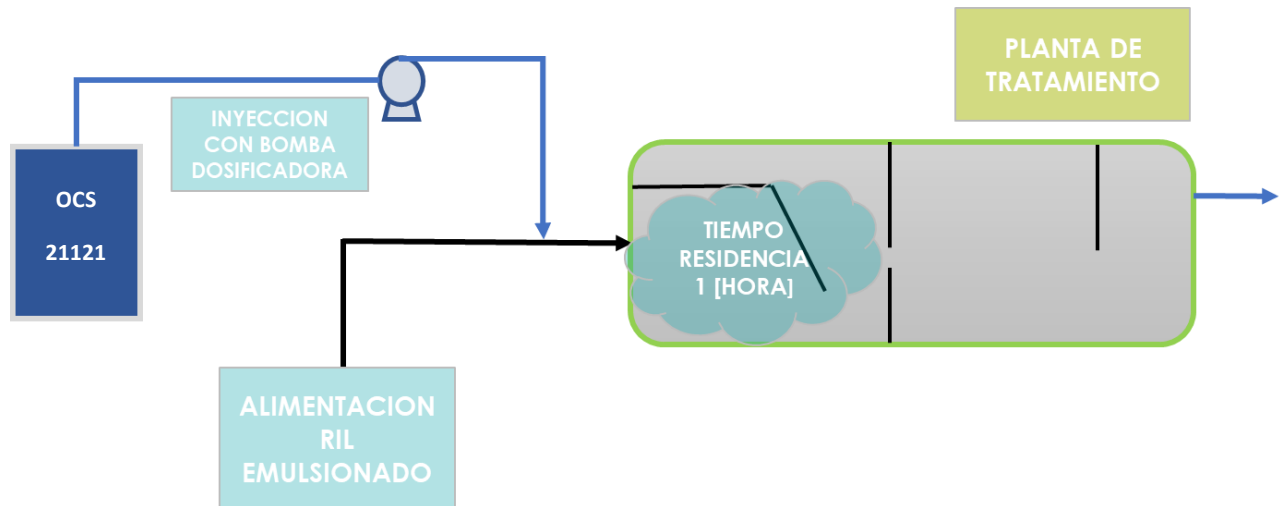 PLANTA DE
TRATAMIENTO
INYECCION
CON BOMBA
DOSIFICADORA
OCS
21121
TIEMPO
RESIDENCIA
1 [HORA]
ALIMENTACION
RIL
EMULSIONADO